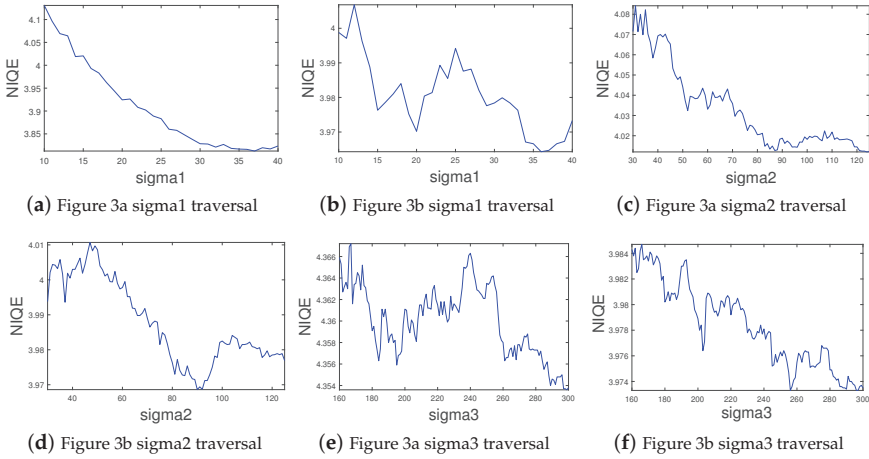 4.1
4.05
4
3.95
3.9
3.85
NIQE
10 15 20 25 30 35 40
sigma1
(a) Figure 3a sigma1 traversal
4
3.99
3.98
3.97
NIQE
10 15 20 25 30 35 40
sigma1
(b) Figure 3b sigma1 traversal
4.08
4.06
4.04
4.03
4.02
NIQE
30 40 50 60 70 80 90 100 120
sigma2
(c) Figure 3a sigma2 traversal
4.01
4
3.99
3.98
3.97
NIQE
40 60 80 100 120
sigma2
(d) Figure 3b sigma2 traversal
4.366
4.364
4.362
4.36
4.358
4.356
4.354
NIQE
160 180 200 220 240 260 280 300
sigma3
(e) Figure 3a sigma3 traversal
3.984
3.98
3.978
3.976
3.974
NIQE
160 180 200 220 240 260 280 300
sigma3
(f) Figure 3b sigma3 traversal